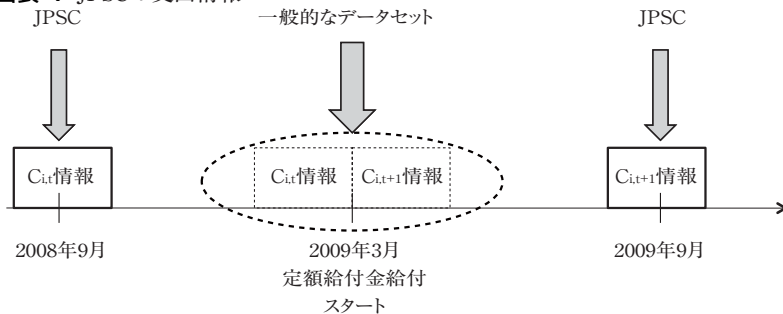 JPSC
一般的なデータセット
JPSC
Ci,t情報
Ci,t情報
Ci,t+1情報
Ci,t+1情報
2008年9月
2009年3月
2009年9月
定額給付金給付
スタート